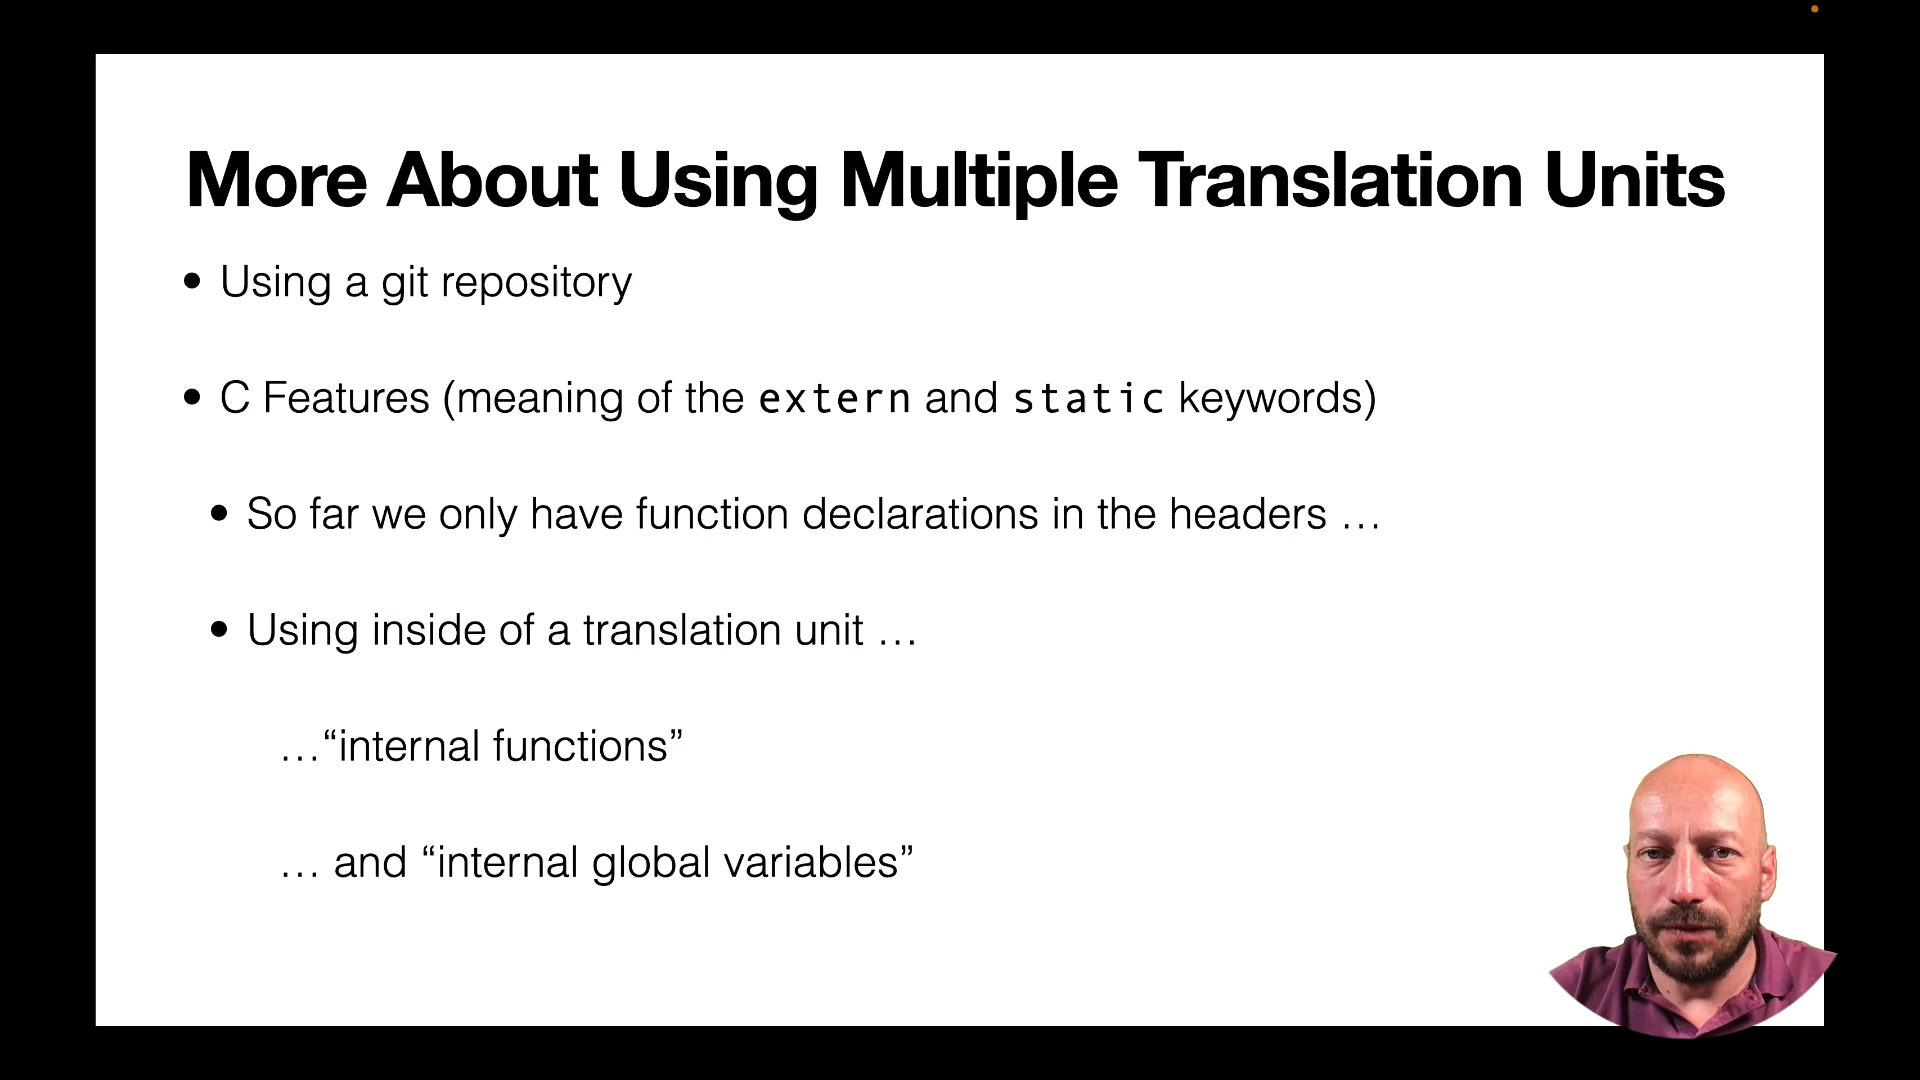 More About Using Multiple Translation Units
• Using a git repository
• C Features (meaning of the extern and static keywords)
• So far we only have function declarations in the headers …
• Using inside of a translation unit …
…“internal functions”
… and “internal global variables”